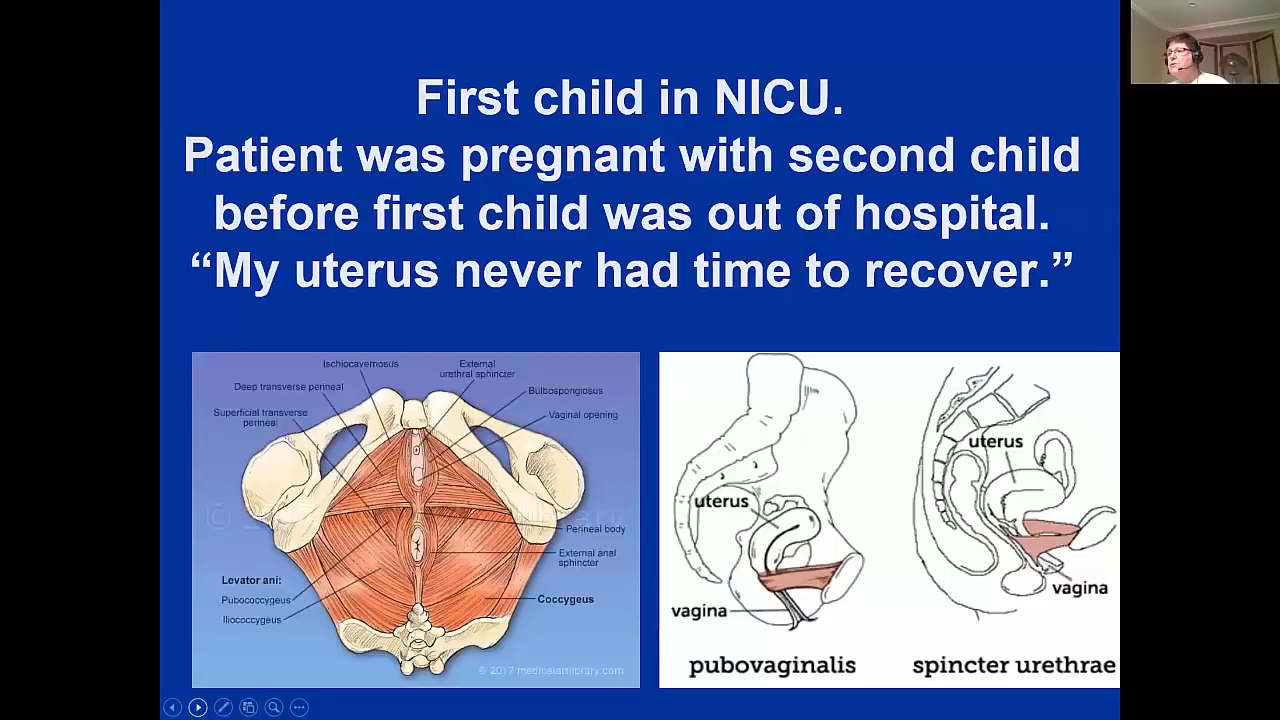 First child in NICU.
Patient was pregnant with second child
before first child was out of hospital.
“My uterus never had time to recover.”
Ischiocavernosus
External
urethral sphincter
Deep transverse perineal
Bulbospongiosus
Superficial transverse
perineal
Vaginal opening
Perineal body
External anal
sphincter
Levator ani:
Pubococcygeus
Iliococcygeus
Coccygeus
© 2017 medicalartlibrary.com
uterus
vagina
pubovaginalis
uterus
vagina
spincter urethrae